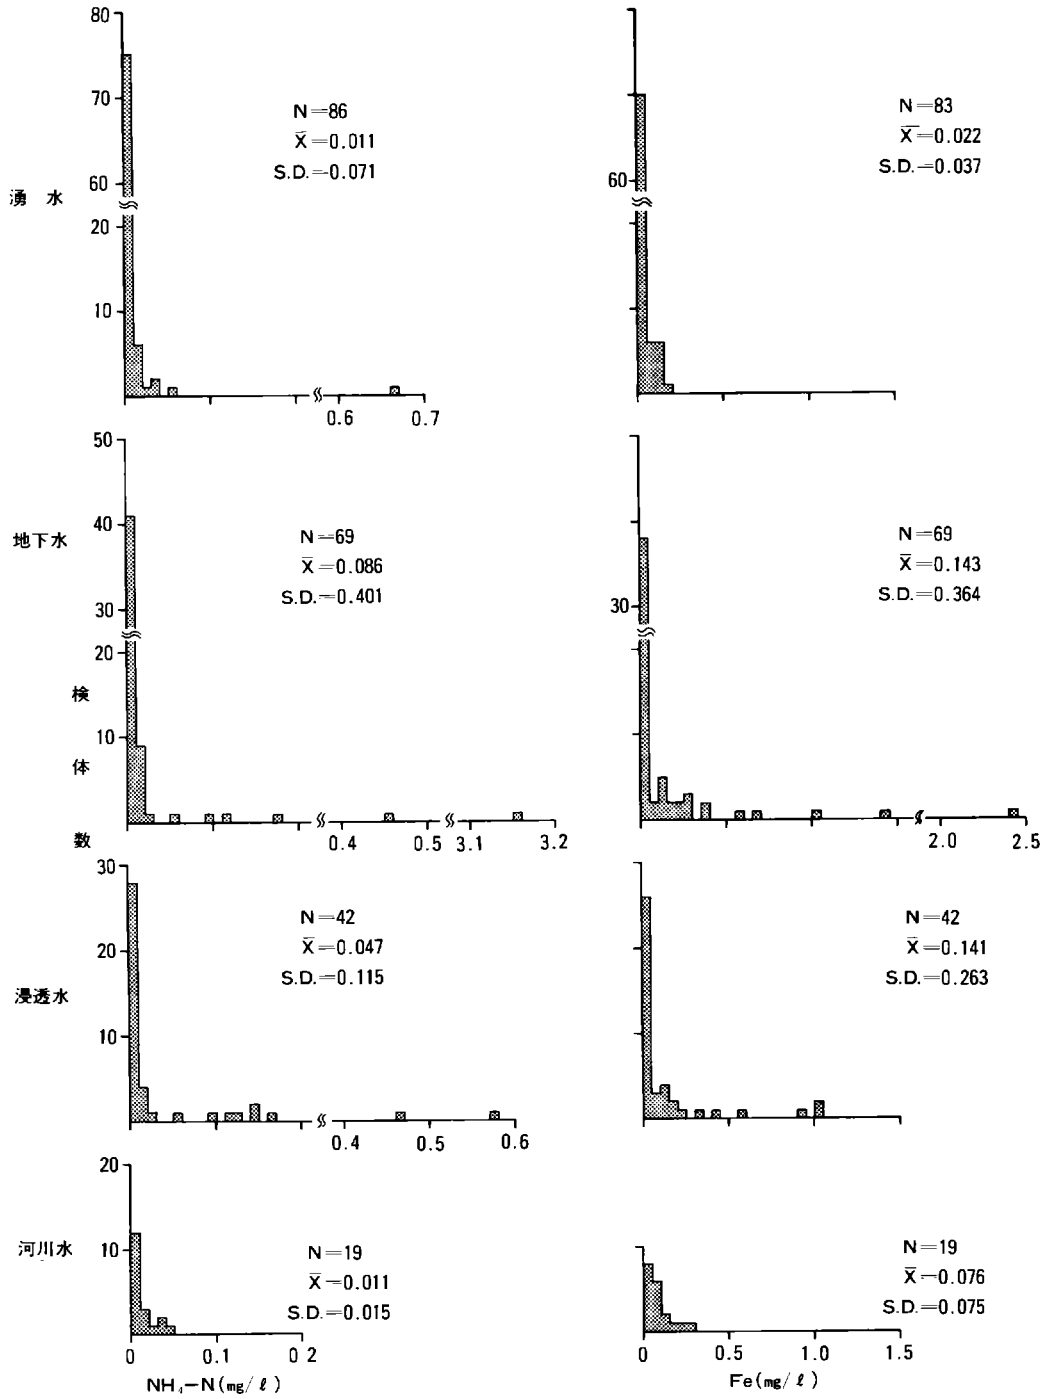 80
70
60
20
10
湧 水
N=86
X̄=0.011
S.D.=0.071
0.6 0.7
60
N=83
X̄=0.022
S.D.=0.037
50
40
30
20
10
地下水
検
体
数
N=69
X̄=0.086
S.D.=0.401
0.4 0.5 3.1 3.2
30
N=69
X̄=0.143
S.D.=0.364
2.0 2.5
30
20
10
浸透水
N=42
X̄=0.047
S.D.=0.115
0.4 0.5 0.6
N=42
X̄=0.141
S.D.=0.263
20
10
河川水
N=19
X̄=0.011
S.D.=0.015
0 0.1 0.2
NH₄-N(mg/ℓ)
N=19
X̄=0.076
S.D.=0.075
0 0.5 1.0 1.5
Fe(mg/ℓ)